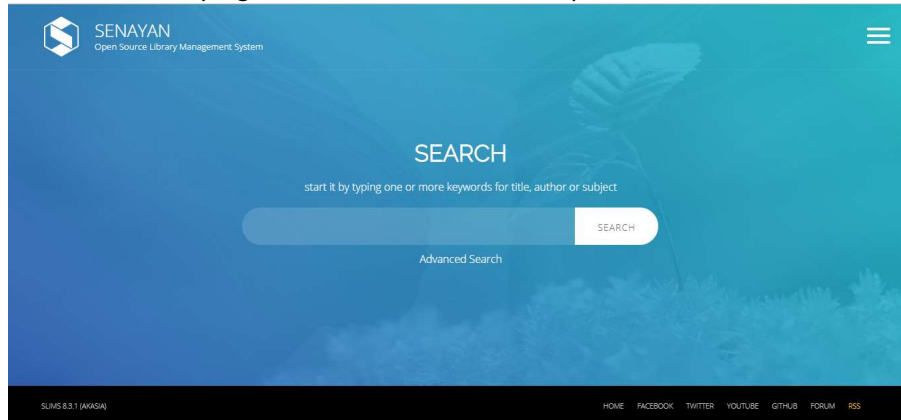 SENAYAN
Open Source Library Management System
SEARCH
start it by typing one or more keywords for title, author or subject
SEARCH
Advanced Search
SLIMS 8.3.1 (AKASIA)
HOME FACEBOOK TWITTER YOUTUBE GITHUB FORUM RSS